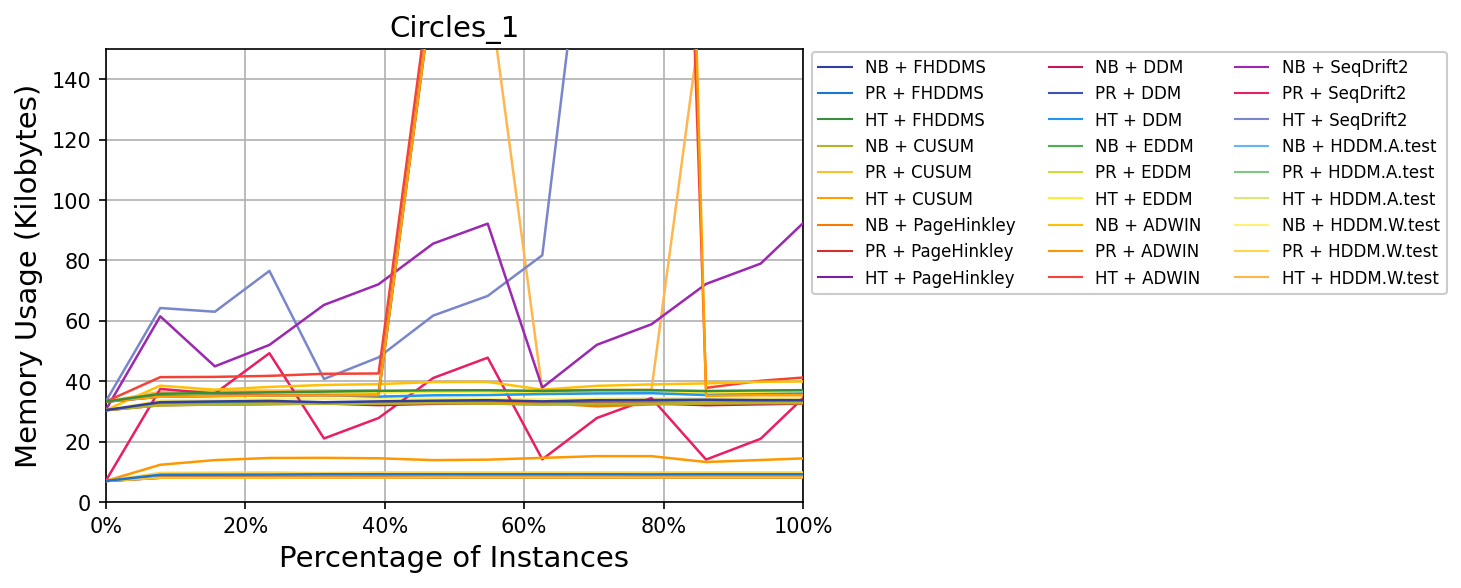 Circles_1
Memory Usage (Kilobytes)
140
120
100
80
60
40
20
0
0%
20%
40%
60%
80%
100%
Percentage of Instances
NB + FHDDMS
PR + FHDDMS
HT + FHDDMS
NB + CUSUM
PR + CUSUM
HT + CUSUM
NB + PageHinkley
PR + PageHinkley
HT + PageHinkley
NB + DDM
PR + DDM
HT + DDM
NB + EDDM
PR + EDDM
HT + EDDM
NB + ADWIN
PR + ADWIN
HT + ADWIN
NB + SeqDrift2
PR + SeqDrift2
HT + SeqDrift2
NB + HDDM.A.test
PR + HDDM.A.test
HT + HDDM.A.test
NB + HDDM.W.test
PR + HDDM.W.test
HT + HDDM.W.test